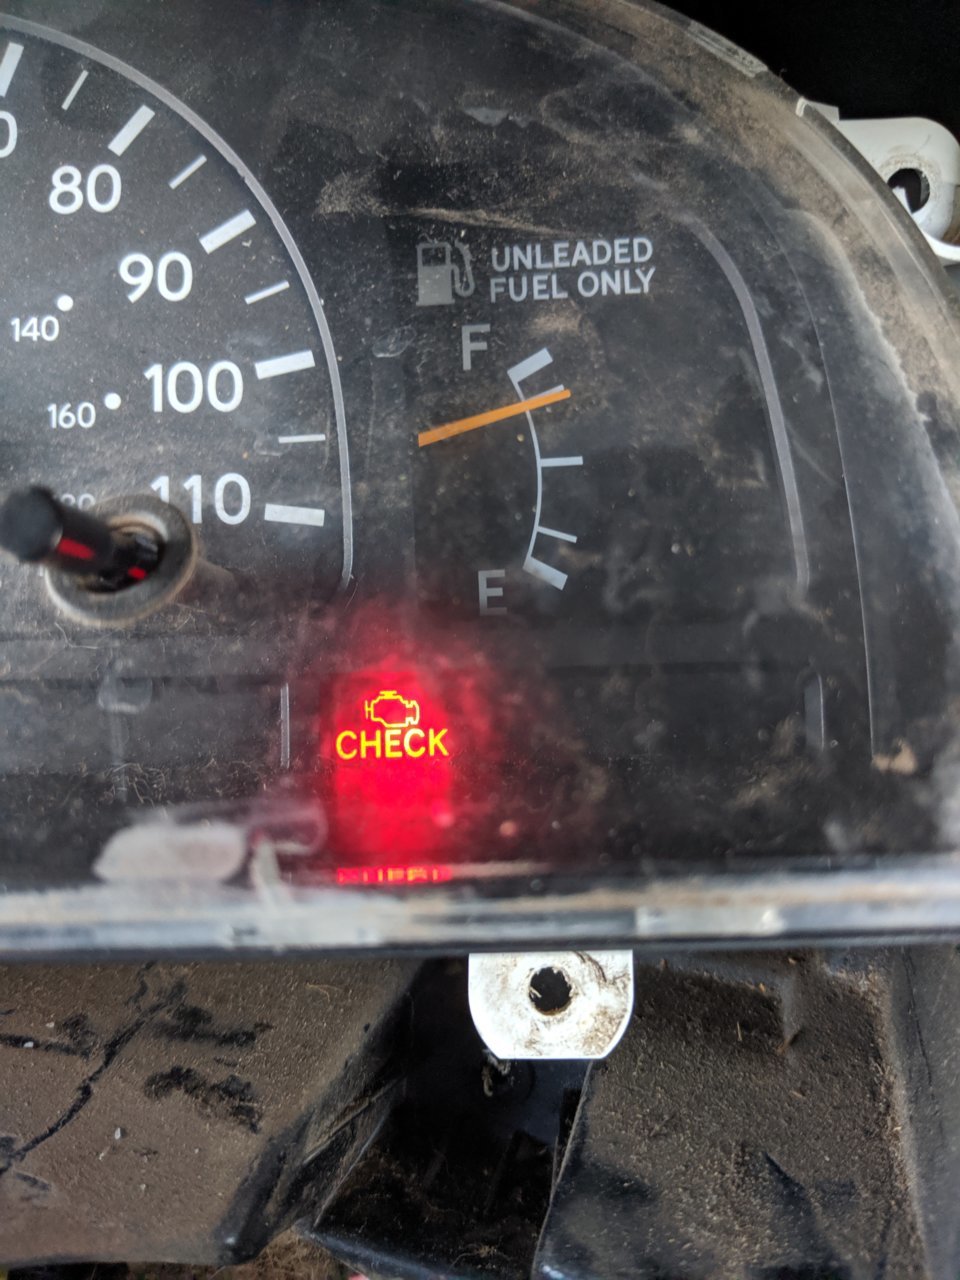 80
90
140
100
160
110
UNLEADED
FUEL ONLY
F
E
CHECK